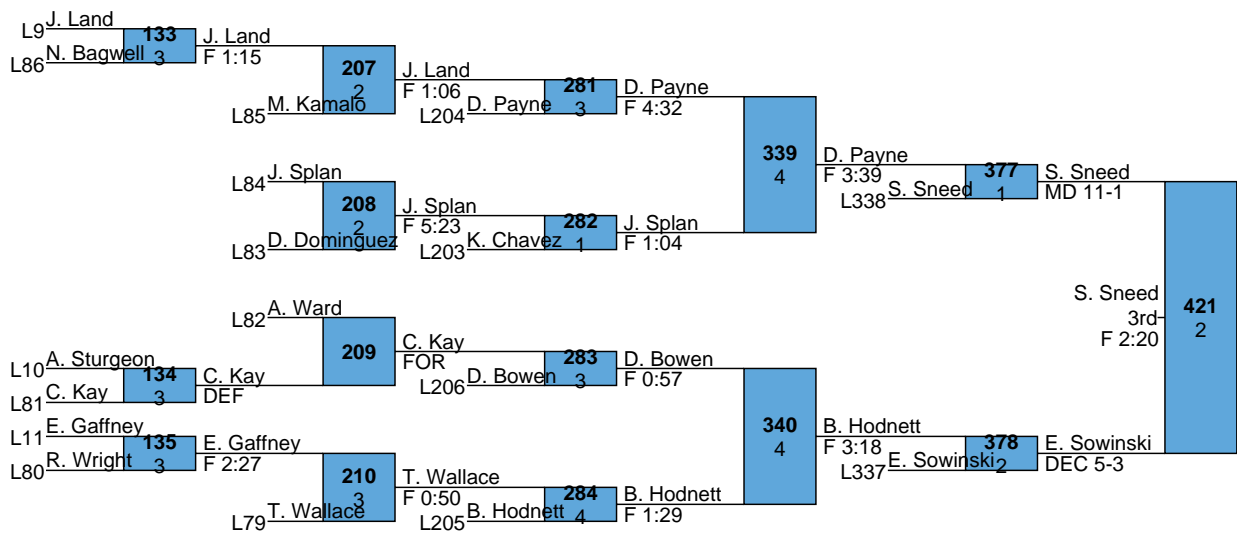 J. Land
L9
133
3
N. Bagwell
L86
J. Land
F 1:15
207
2
M. Kamalo
L85
J. Land
F 1:06
281
3
D. Payne
L204
D. Payne
F 4:32
J. Splan
L84
208
2
D. Dominguez
L83
J. Splan
F 5:23
282
1
K. Chavez
L203
J. Splan
F 1:04
339
4
D. Payne
F 3:39
377
1
S. Sneed
L338
S. Sneed
MD 11-1
A. Ward
L82
209
A. Sturgeon
L10
134
3
C. Kay
L81
C. Kay
DEF
C. Kay
FOR
283
3
D. Bowen
L206
D. Bowen
F 0:57
E. Gaffney
L11
135
3
R. Wright
L80
E. Gaffney
F 2:27
210
3
T. Wallace
L79
T. Wallace
F 0:50
284
4
B. Hodnett
L205
B. Hodnett
F 1:29
340
4
B. Hodnett
F 3:18
378
2
E. Sowinski
L337
E. Sowinski
DEC 5-3
421
2
S. Sneed
3rd
F 2:20